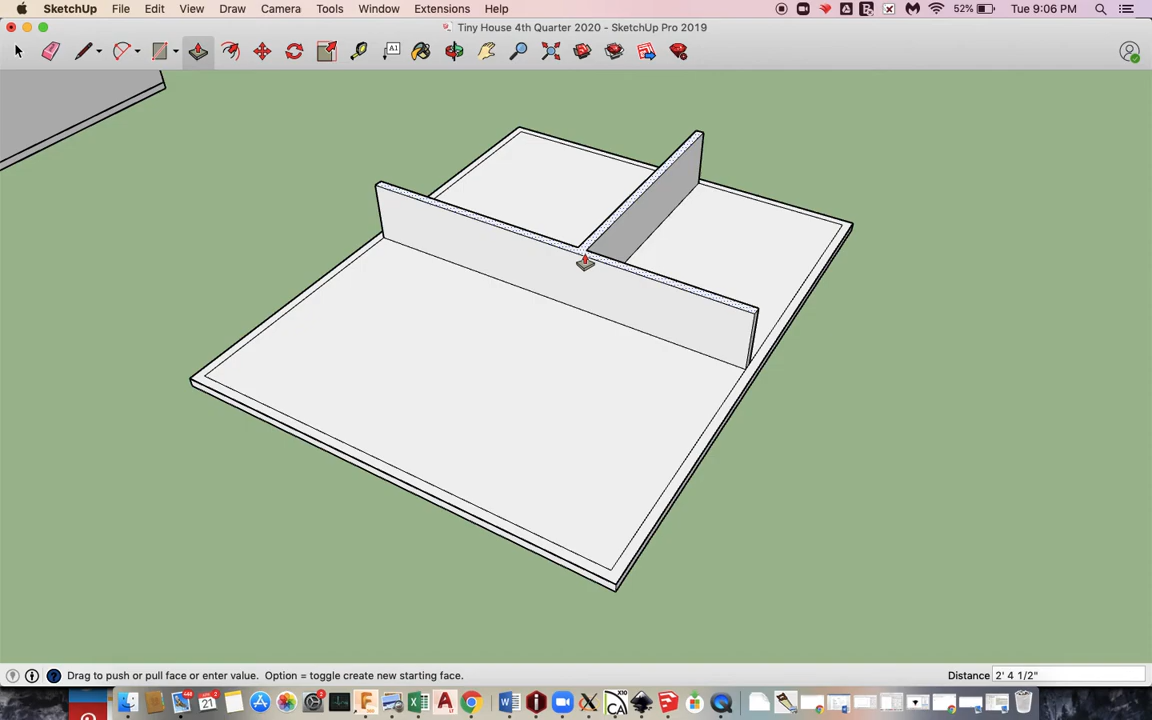 SketchUp File Edit View Draw Camera Tools Window Extensions Help 52% Tue 9:06 PM
Tiny House 4th Quarter 2020 - SketchUp Pro 2019
A1
Drag to push or pull face or enter value. Option = toggle create new starting face. Distance 2' 4 1/2"